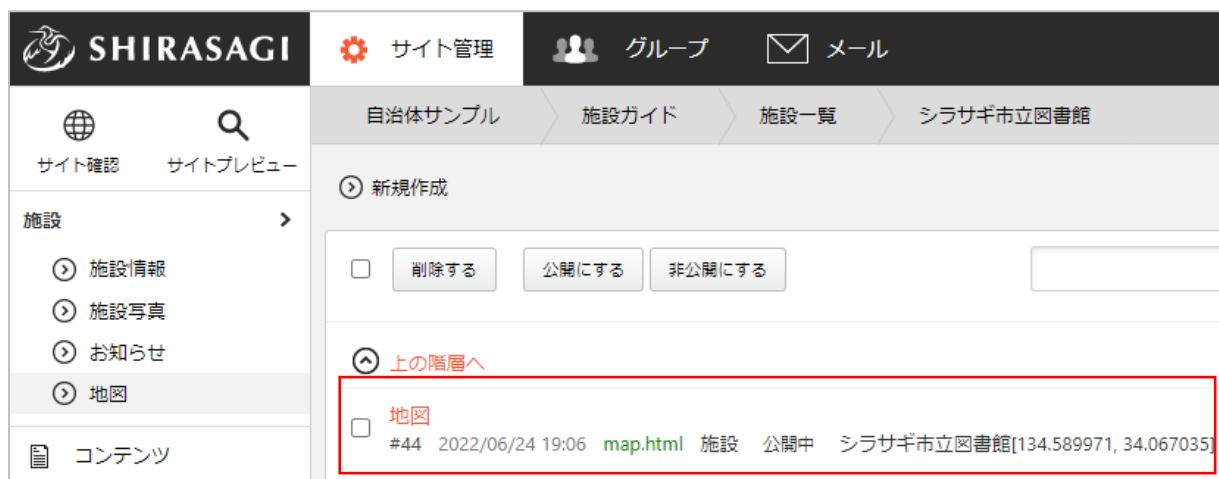 SHIRASAGI
サイト管理
グループ
メール
サイト確認
サイトプレビュー
自治体サンプル
施設ガイド
施設一覧
シラサギ市立図書館
新規作成
施設
施設情報
施設写真
お知らせ
地図
コンテンツ
削除する
公開にする
非公開にする
上の階層へ
地図
#44 2022/06/24 19:06 map.html 施設 公開中 シラサギ市立図書館[134.589971, 34.067035]